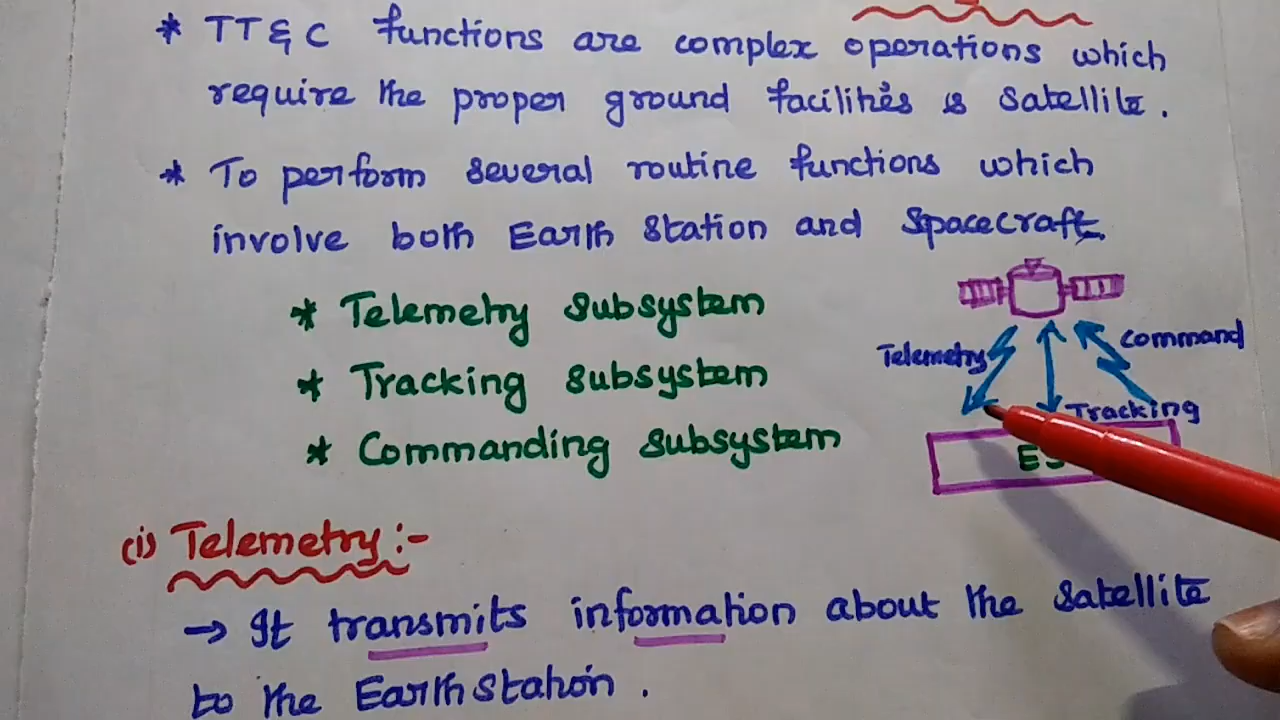 * TT & C functions are complex operations which
require the proper ground facilities & satellite.
* To perform several routine functions which
involve both Earth Station and Spacecraft.
* Telemetry subsystem
* Tracking subsystem
* Commanding subsystem
Telemetry
Command
Tracking
ES
(i) Telemetry :-
→ It transmits information about the satellite
to the Earth station .